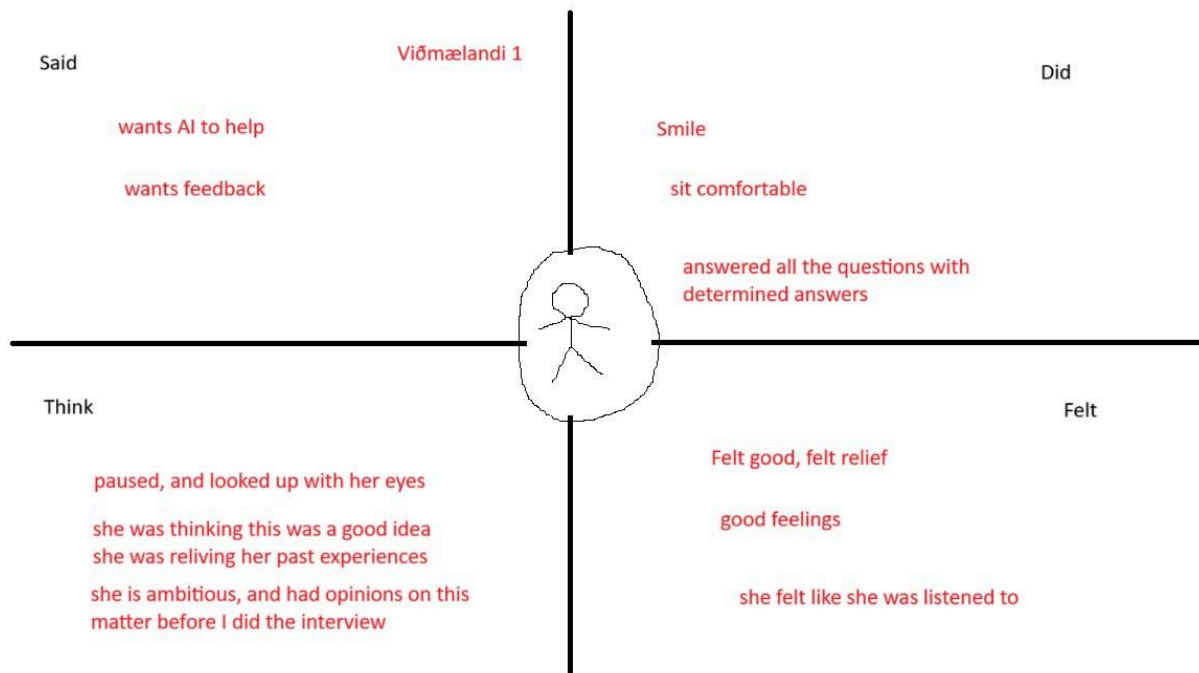 Said
Viðmælandi 1
wants AI to help
wants feedback
Did
Smile
sit comfortable
answered all the questions with
determined answers
Think
paused, and looked up with her eyes
she was thinking this was a good idea
she was reliving her past experiences
she is ambitious, and had opinions on this
matter before I did the interview
Felt
Felt good, felt relief
good feelings
she felt like she was listened to